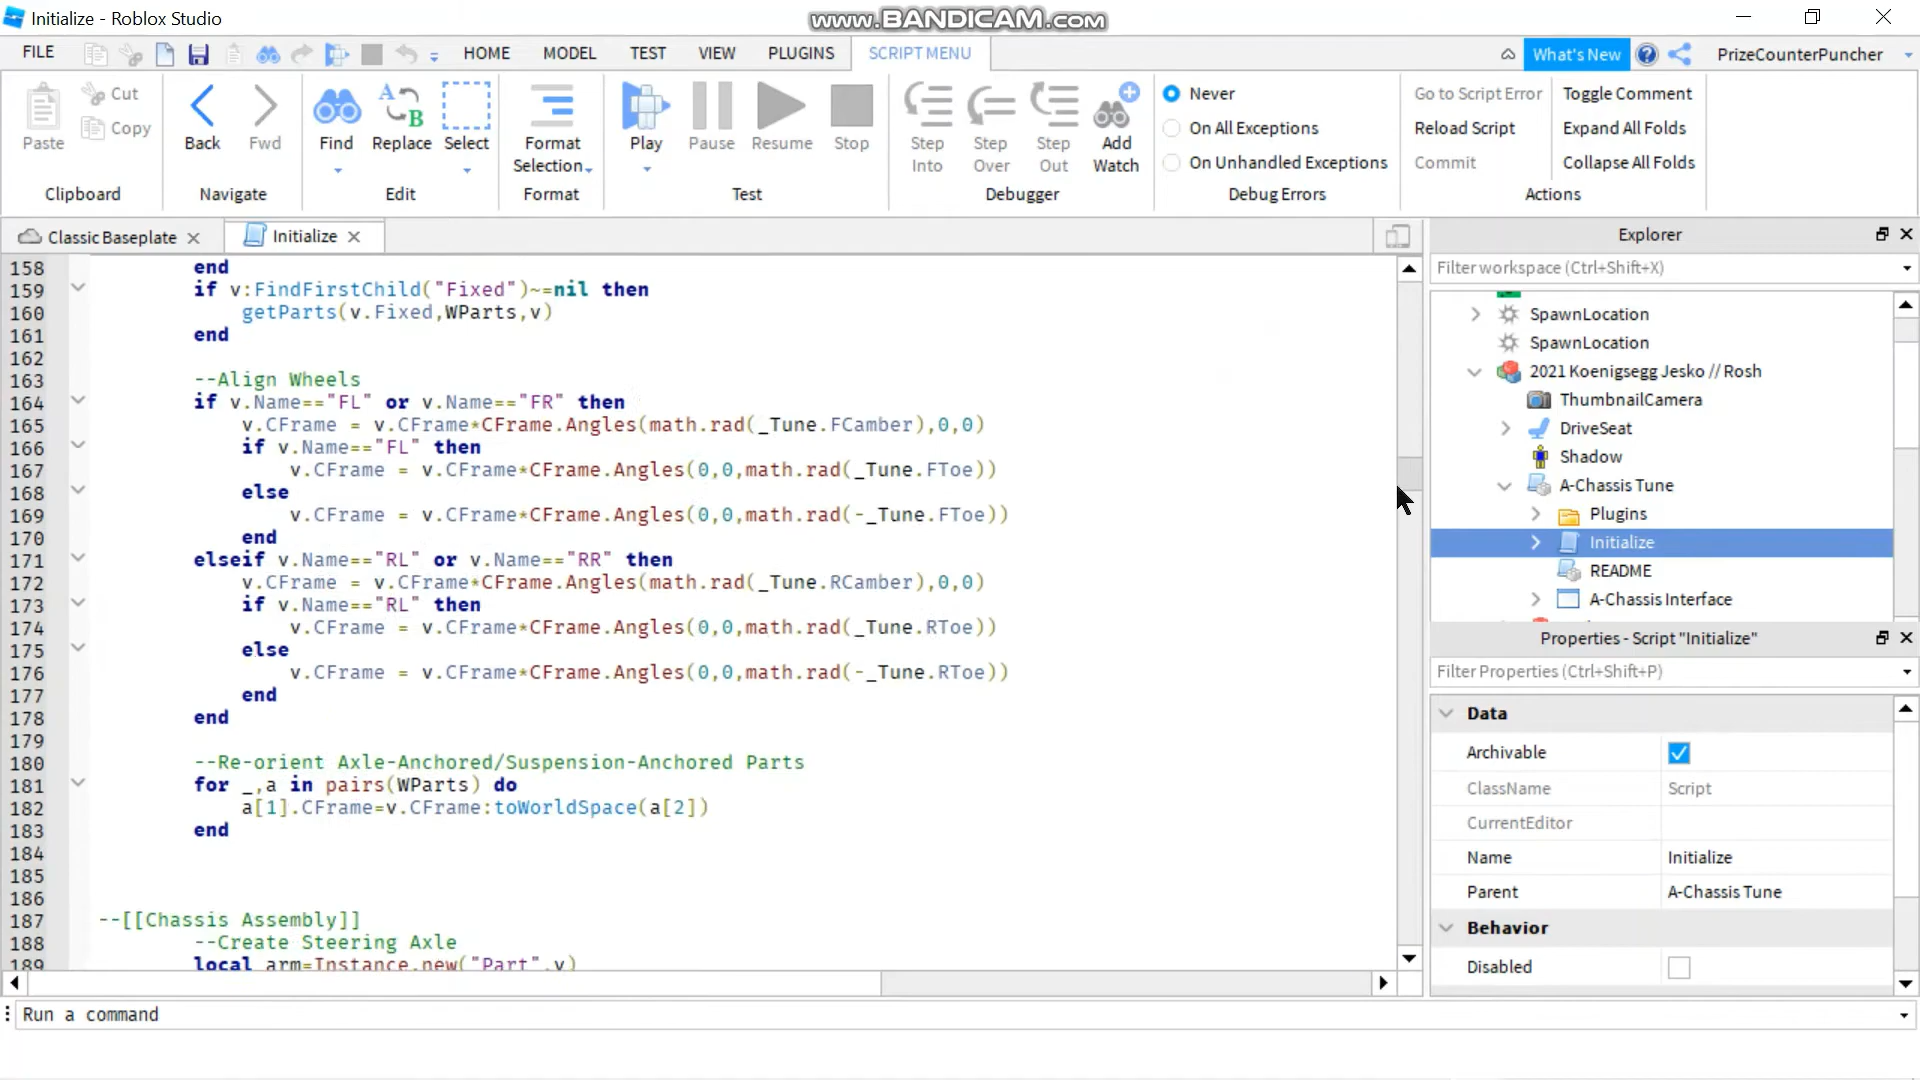 Initialize - Roblox Studio
www.BANDICAM.com
FILE
HOME
MODEL
TEST
VIEW
PLUGINS
SCRIPT MENU
What's New
PrizeCounterPuncher
Paste
Cut
Copy
Clipboard
Back
Fwd
Navigate
Find
Replace
Select
Edit
Format
Selection
Format
Play
Pause
Resume
Stop
Test
Step
Into
Step
Over
Step
Out
Add
Watch
Debugger
Never
On All Exceptions
On Unhandled Exceptions
Debug Errors
Go to Script Error
Reload Script
Commit
Toggle Comment
Expand All Folds
Collapse All Folds
Actions
Classic Baseplate
Initialize
158 end
159 if v:FindFirstChild("Fixed")~=nil then
160 getParts(v.Fixed,WParts,v)
161 end
162
163 --Align Wheels
164 if v.Name=="FL" or v.Name=="FR" then
165 v.CFrame = v.CFrame*CFrame.Angles(math.rad(_Tune.FCamber),0,0)
166 if v.Name=="FL" then
167 v.CFrame = v.CFrame*CFrame.Angles(0,0,math.rad(_Tune.FToe))
168 else
169 v.CFrame = v.CFrame*CFrame.Angles(0,0,math.rad(-_Tune.FToe))
170 end
171 elseif v.Name=="RL" or v.Name=="RR" then
172 v.CFrame = v.CFrame*CFrame.Angles(math.rad(_Tune.RCamber),0,0)
173 if v.Name=="RL" then
174 v.CFrame = v.CFrame*CFrame.Angles(0,0,math.rad(_Tune.RToe))
175 else
176 v.CFrame = v.CFrame*CFrame.Angles(0,0,math.rad(-_Tune.RToe))
177 end
178 end
179
180 --Re-orient Axle-Anchored/Suspension-Anchored Parts
181 for _,a in pairs(WParts) do
182 a[1].CFrame=v.CFrame:toWorldSpace(a[2])
183 end
184
185
186
187 --[[Chassis Assembly]]
188 --Create Steering Axle
189 local arm=Instance.new("Part",v)
Explorer
Filter workspace (Ctrl+Shift+X)
SpawnLocation
SpawnLocation
2021 Koenigsegg Jesko // Rosh
ThumbnailCamera
DriveSeat
Shadow
A-Chassis Tune
Plugins
Initialize
README
A-Chassis Interface
Properties - Script "Initialize"
Filter Properties (Ctrl+Shift+P)
Data
Archivable
ClassName Script
CurrentEditor
Name Initialize
Parent A-Chassis Tune
Behavior
Disabled
Run a command